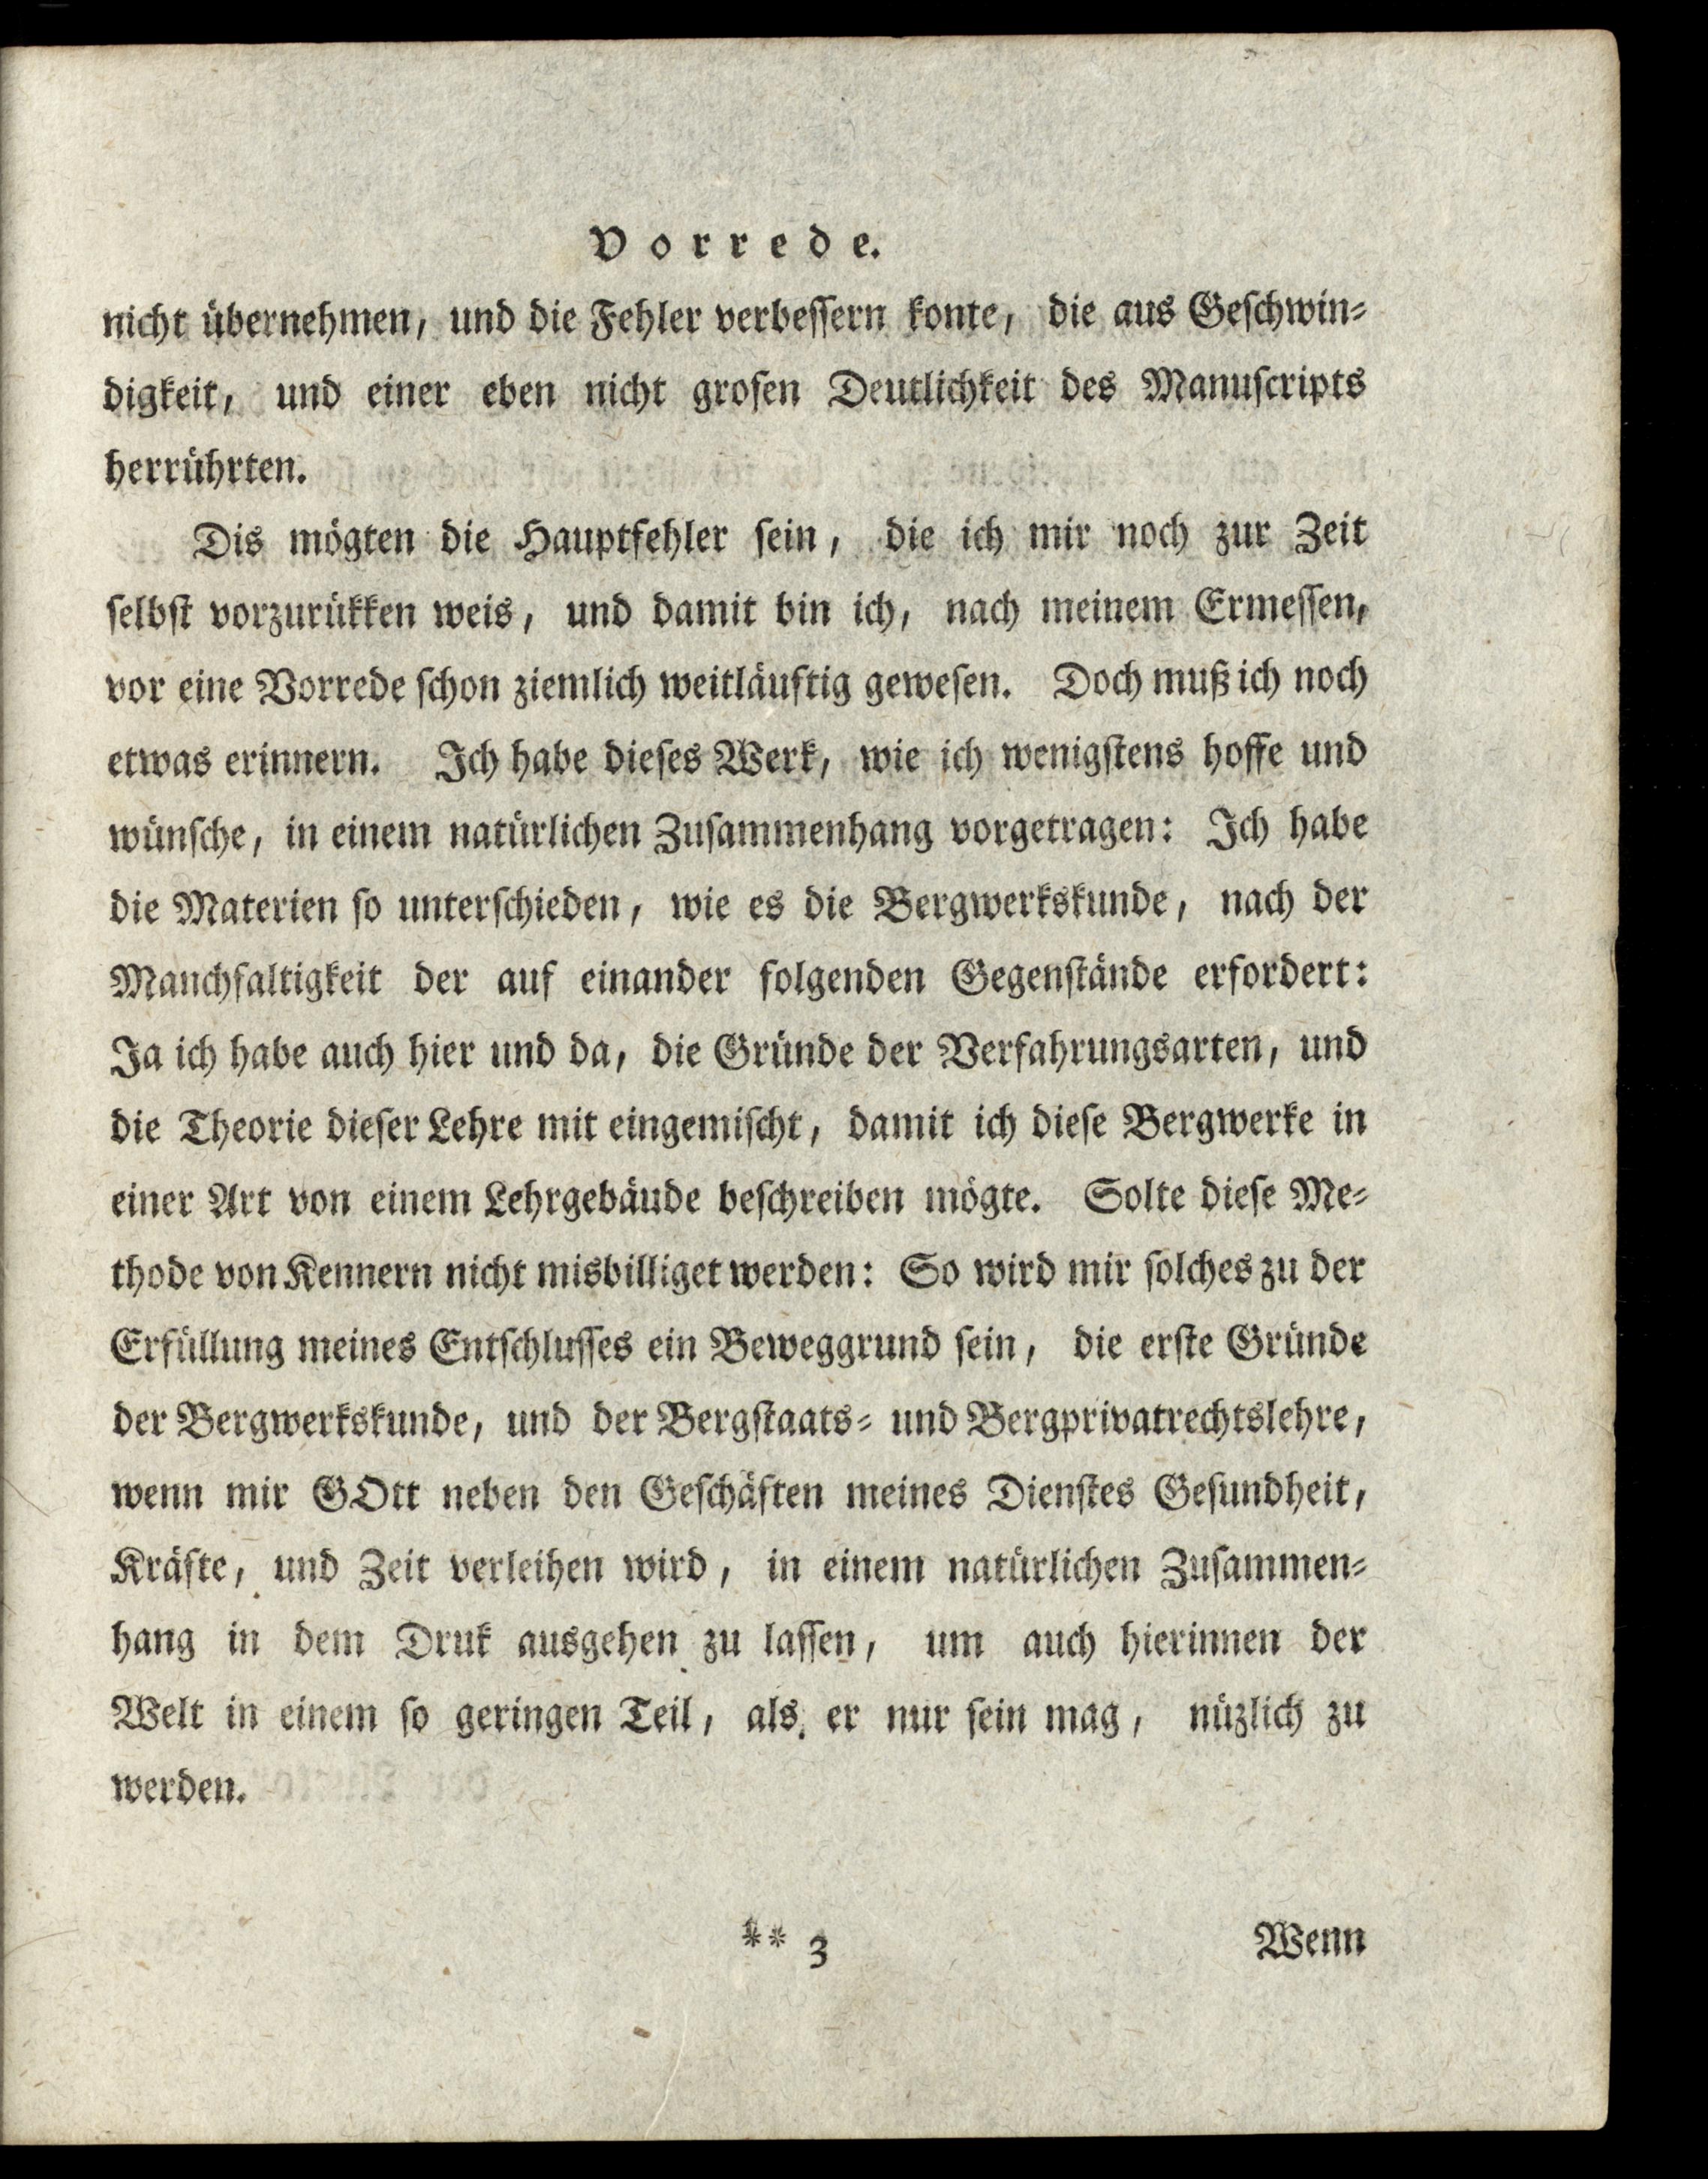 Vorrede.
nicht übernehmen, und die Fehler verbeſſern konte, die aus Geſchwin⸗
digkeit, und einer eben nicht groſen Deutlichkeit des Manuſcripts
herrührten.
Dis mögten die Hauptfehler ſein, die ich mir noch zur Zeit
ſelbſt vorzurükken weis, und damit bin ich, nach meinem Ermeſſen,
vor eine Vorrede ſchon ziemlich weitläuftig geweſen. Doch muß ich noch
etwas erinnern. Ich habe dieſes Werk, wie ich wenigſtens hoffe und
wünſche, in einem natürlichen Zuſammenhang vorgetragen: Ich habe
die Materien ſo unterſchieden, wie es die Bergwerkskunde, nach der
Manchfaltigkeit der auf einander folgenden Gegenſtände erfordert:
Ja ich habe auch hier und da, die Gründe der Verfahrungsarten, und
die Theorie dieſer Lehre mit eingemiſcht, damit ich dieſe Bergwerke in
einer Art von einem Lehrgebäude beſchreiben mögte. Solte dieſe Me⸗
thode von Kennern nicht misbilliget werden: So wird mir ſolches zu der
Erfüllung meines Entſchluſſes ein Beweggrund ſein, die erſte Gründe
der Bergwerkskunde, und der Bergſtaats⸗ und Bergprivatrechtslehre,
wenn mir GOtt neben den Geſchäften meines Dienſtes Geſundheit,
Kräfte, und Zeit verleihen wird, in einem natürlichen Zuſammen⸗
hang in dem Druk ausgehen zu laſſen, um auch hierinnen der
Welt in einem ſo geringen Teil, als er nur ſein mag, nüzlich zu
werden.
** 3 Wenn